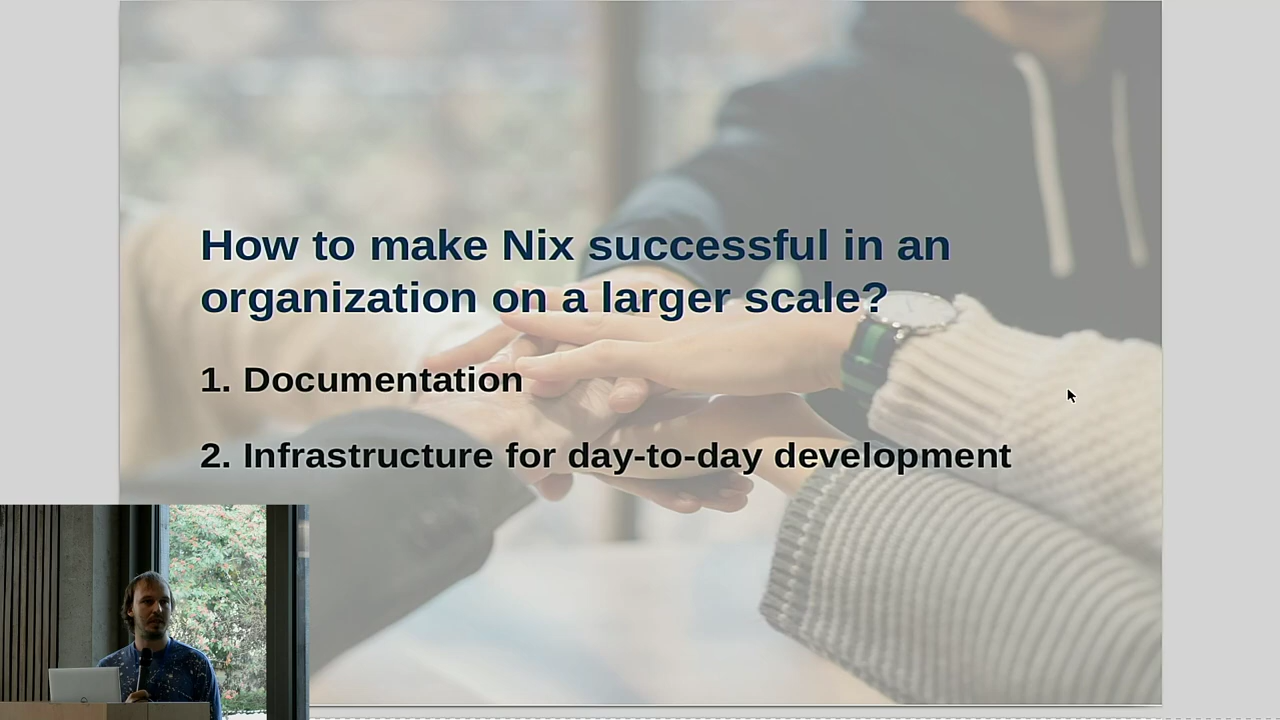 How to make Nix successful in an
organization on a larger scale?
1. Documentation
2. Infrastructure for day-to-day development